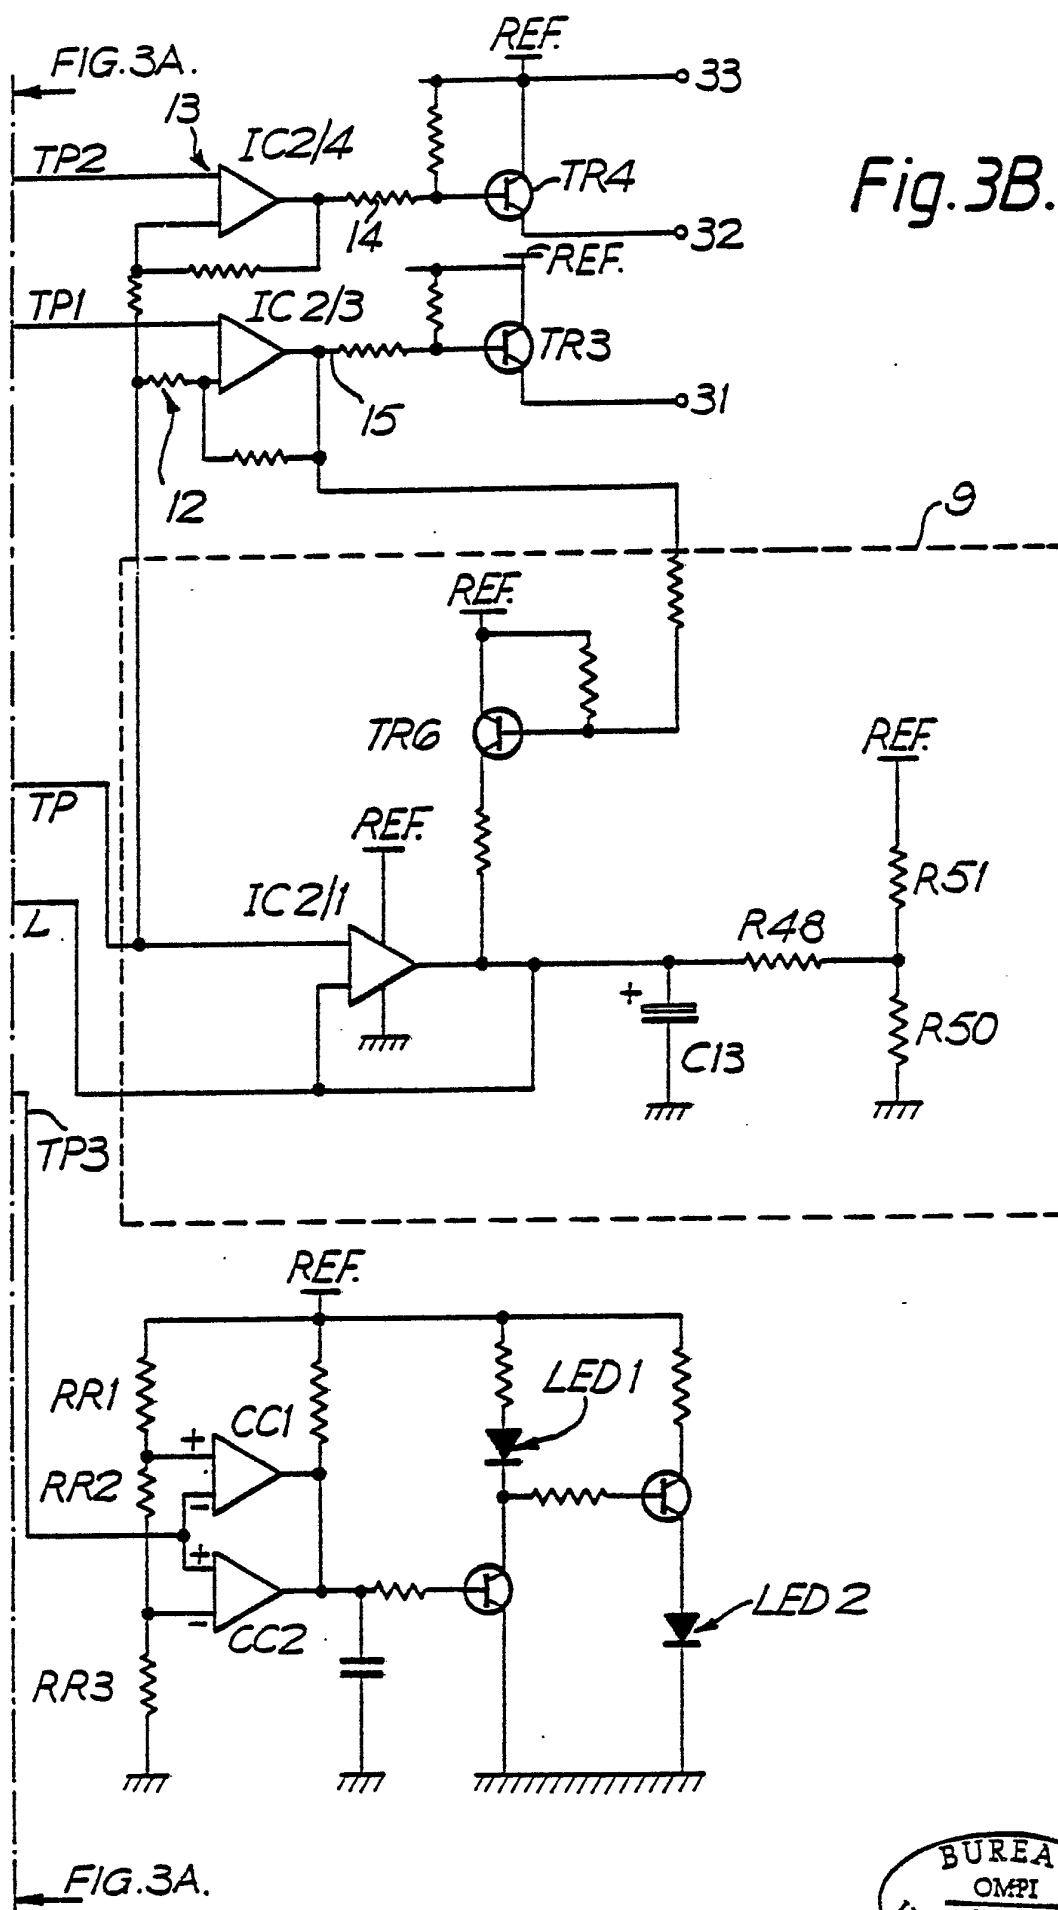 FIG.3A.
REF.
33
13
IC2/4
TP2
TR4
Fig.3B.
14
32
REF.
TP1
IC2/3
TR3
15
31
12
9
REF.
TR6
REF.
TP
REF.
IC2/1
R51
L
R48
+
C13
R50
TP3
REF.
LED1
RR1
CC1
+
RR2
-
+
CC2
-
LED2
RR3
FIG.3A.
BUREA
OMPI